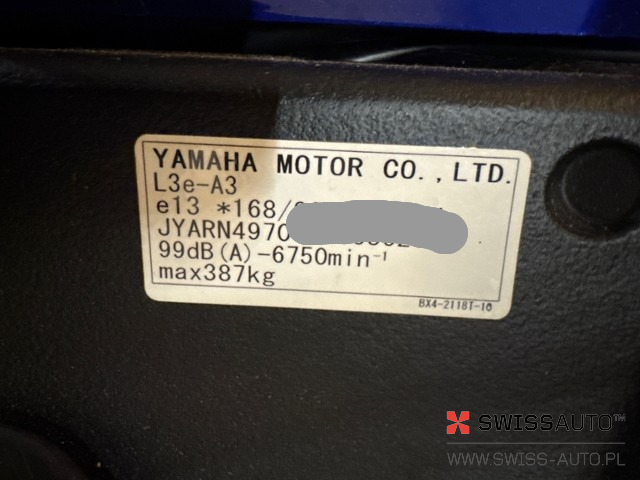 YAMAHA MOTOR CO.,LTD.
L3e-A3
e13 *168/
JYARN4970
99dB(A)-6750min⁻¹
max387kg
BX4-2118T-10
SWISSAUTO™
WWW.SWISS-AUTO.PL